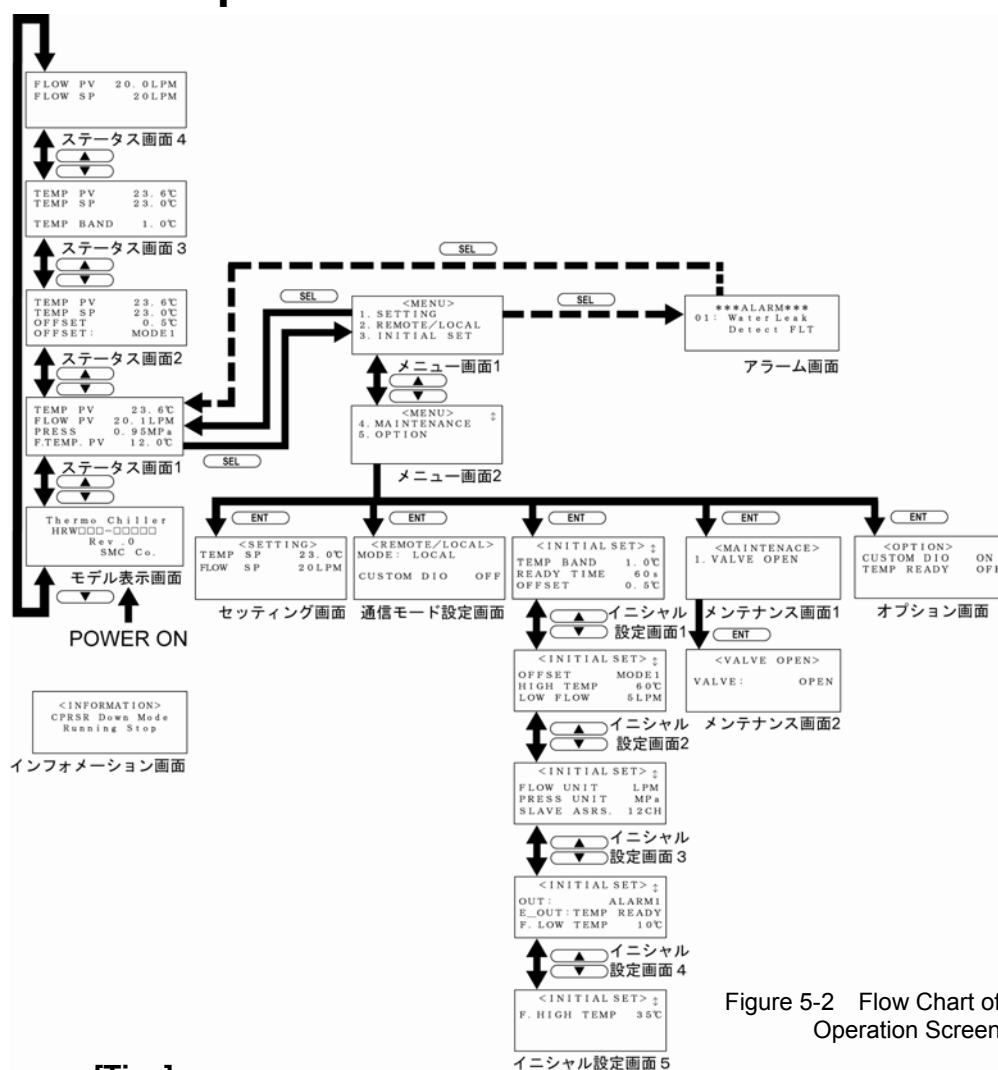 FLOW PV 20.0LPM
FLOW SP 20LPM
ステータス画面4
▲
▼
TEMP PV 23.6℃
TEMP SP 23.0℃
TEMP BAND 1.0℃
ステータス画面3
▲
▼
TEMP PV 23.6℃
TEMP SP 23.0℃
OFFSET 0.5℃
OFFSET: MODE1
ステータス画面2
▲
▼
TEMP PV 23.6℃
FLOW PV 20.1LPM
PRESS 0.95MPa
F.TEMP. PV 12.0℃
ステータス画面1
▲
▼
Thermo Chiller
HRW□□□-□□□□□
Rev .0
SMC Co.
モデル表示画面
▼
POWER ON
<INFORMATION>
CPRSR Down Mode
Running Stop
インフォメーション画面
SEL
SEL
SEL
SEL
<MENU>
1. SETTING
2. REMOTE/LOCAL
3. INITIAL SET
メニュー画面1
▲
▼
<MENU> ↕
4. MAINTENANCE
5. OPTION
メニュー画面2
***ALARM***
01: Water Leak
Detect FLT
アラーム画面
ENT
ENT
ENT
ENT
ENT
<SETTING>
TEMP SP 23.0℃
FLOW SP 20LPM
セッティング画面
<REMOTE/LOCAL>
MODE: LOCAL
CUSTOM DIO OFF
通信モード設定画面
<INITIAL SET> ↕
TEMP BAND 1.0℃
READY TIME 60s
OFFSET 0.5℃
▲ イニシャル
▼ 設定画面1
<INITIAL SET> ↕
OFFSET MODE1
HIGH TEMP 60℃
LOW FLOW 5LPM
▲ イニシャル
▼ 設定画面2
<INITIAL SET> ↕
FLOW UNIT LPM
PRESS UNIT MPa
SLAVE ASRS. 12CH
▲ イニシャル
▼ 設定画面3
<INITIAL SET> ↕
OUT: ALARM1
E_OUT:TEMP READY
F. LOW TEMP 10℃
▲ イニシャル
▼ 設定画面4
<INITIAL SET> ↕
F. HIGH TEMP 35℃
イニシャル設定画面5
<MAINTENACE>
1. VALVE OPEN
メンテナンス画面1
ENT
<VALVE OPEN>
VALVE: OPEN
メンテナンス画面2
<OPTION>
CUSTOM DIO ON
TEMP READY OFF
オプション画面
Figure 5-2 Flow Chart of
Operation Screen